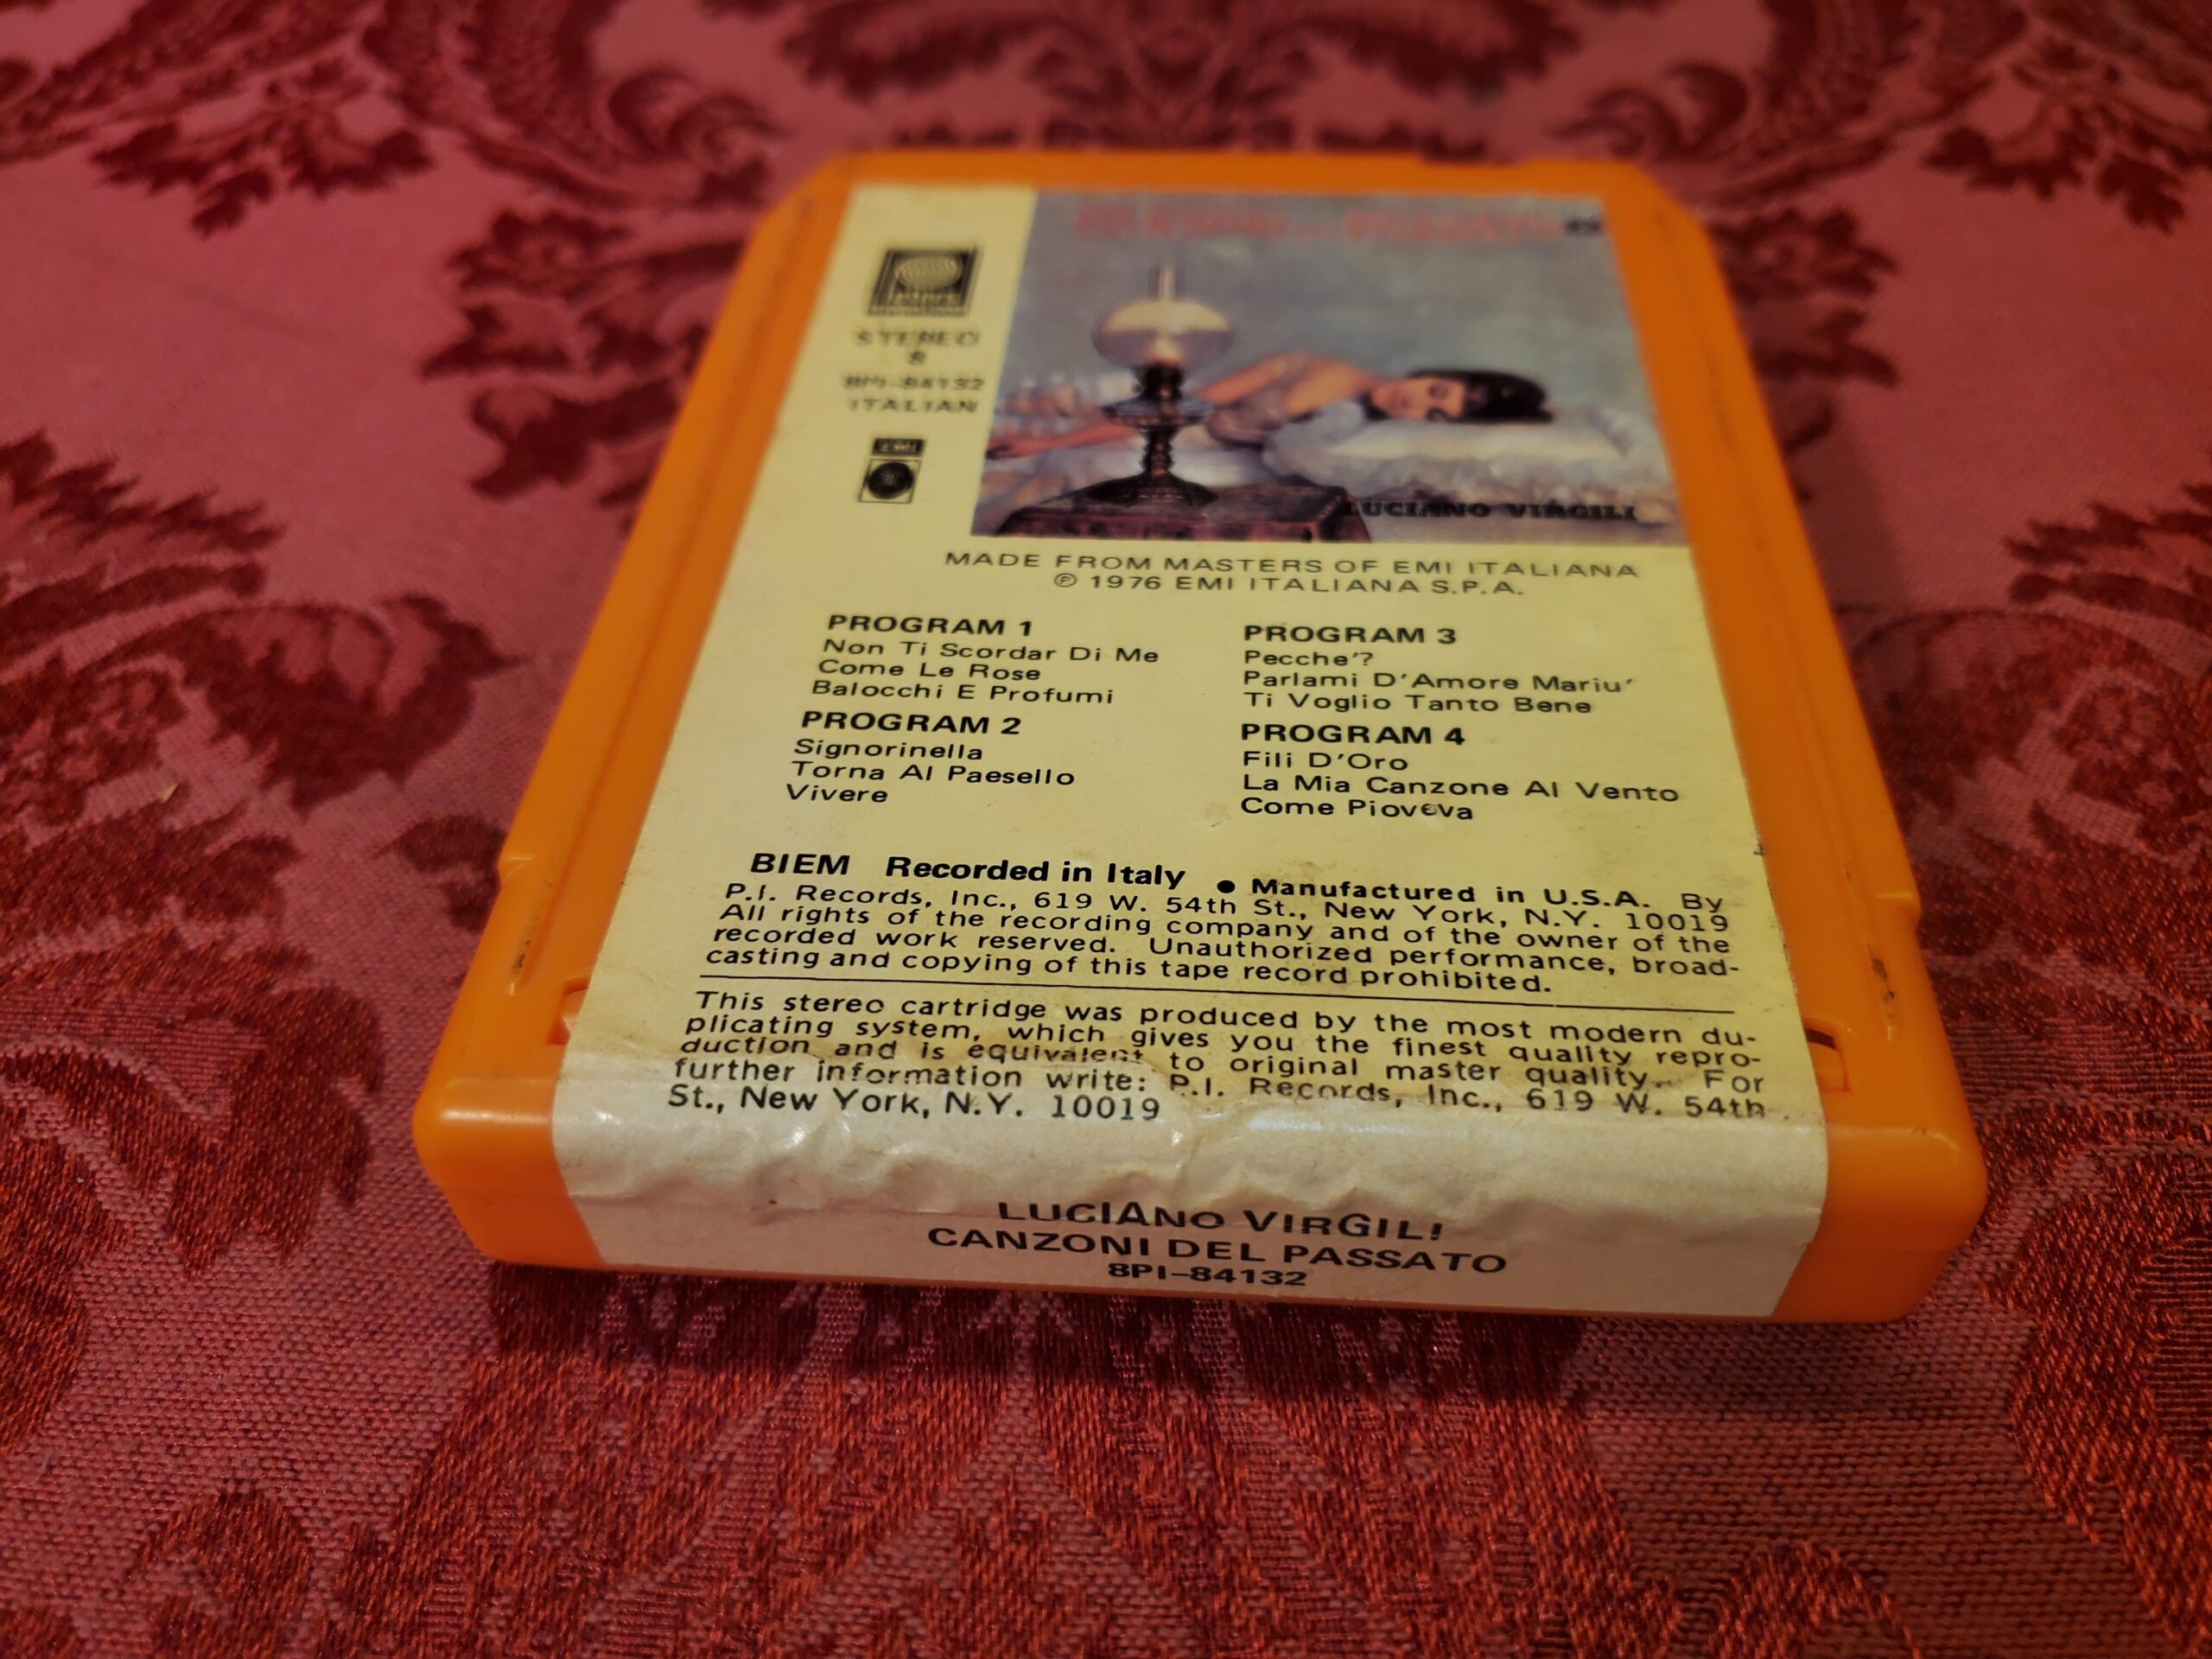 STEREO
8
8PI-84132
ITALIAN
EMI
LUCIANO VIRGILI
MADE FROM MASTERS OF EMI ITALIANA
℗ 1976 EMI ITALIANA S.P.A.
PROGRAM 1
Non Ti Scordar Di Me
Come Le Rose
Balocchi E Profumi
PROGRAM 2
Signorinella
Torna Al Paesello
Vivere
PROGRAM 3
Pecche'?
Parlami D'Amore Mariu'
Ti Voglio Tanto Bene
PROGRAM 4
Fili D'Oro
La Mia Canzone Al Vento
Come Pioveva
BIEM Recorded in Italy ● Manufactured in U.S.A. By
P.I. Records, Inc., 619 W. 54th St., New York, N.Y. 10019
All rights of the recording company and of the owner of the
recorded work reserved. Unauthorized performance, broad-
casting and copying of this tape record prohibited.
This stereo cartridge was produced by the most modern du-
plicating system, which gives you the finest quality repro-
duction and is equivalent to original master quality. For
further information write: P.I. Records, Inc., 619 W. 54th
St., New York, N.Y. 10019
LUCIANO VIRGILI
CANZONI DEL PASSATO
8PI-84132